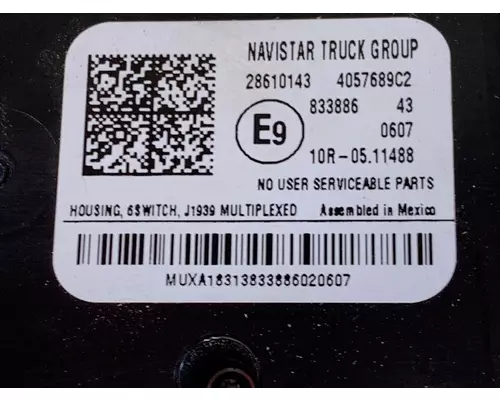 NAVISTAR TRUCK GROUP
28610143 4057689C2
833886 43
E9
0607
10R-05.11488
NO USER SERVICEABLE PARTS
HOUSING, 6SWITCH, J1939 MULTIPLEXED Assembled in Mexico
MUXA18313833886020607